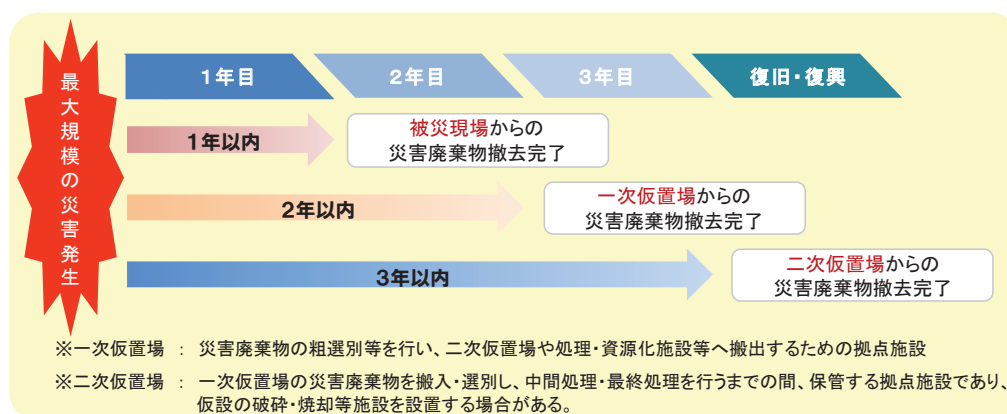 最大規模の災害発生
1年目
2年目
3年目
復旧・復興
1年以内
被災現場からの
災害廃棄物撤去完了
2年以内
一次仮置場からの
災害廃棄物撤去完了
3年以内
二次仮置場からの
災害廃棄物撤去完了
※一次仮置場 : 災害廃棄物の粗選別等を行い、二次仮置場や処理・資源化施設等へ搬出するための拠点施設
※二次仮置場 : 一次仮置場の災害廃棄物を搬入・選別し、中間処理・最終処理を行うまでの間、保管する拠点施設であり、
仮設の破砕・焼却等施設を設置する場合がある。